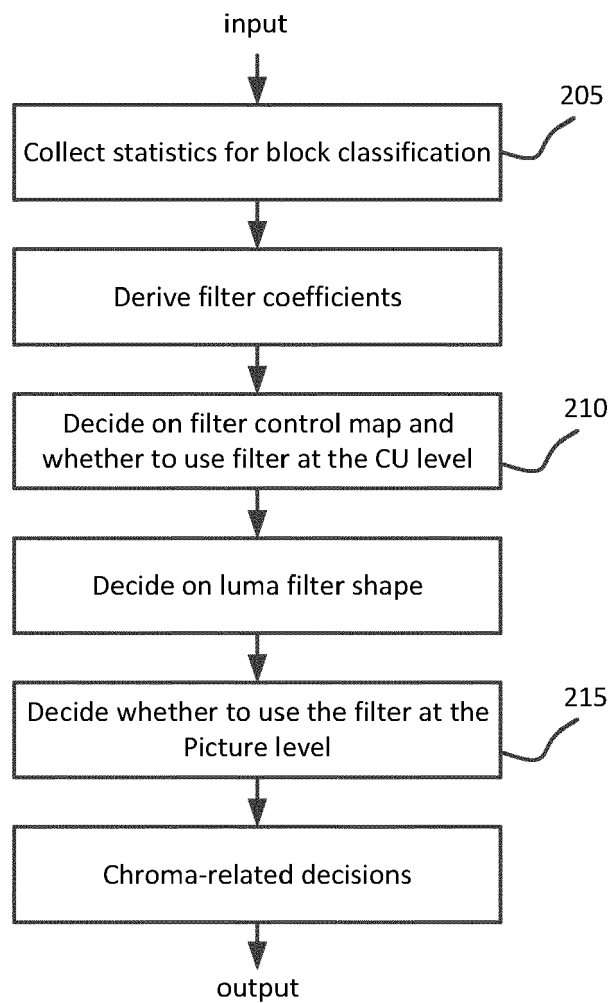 input
205
Collect statistics for block classification
Derive filter coefficients
210
Decide on filter control map and
whether to use filter at the CU level
Decide on luma filter shape
215
Decide whether to use the filter at the
Picture level
Chroma-related decisions
output